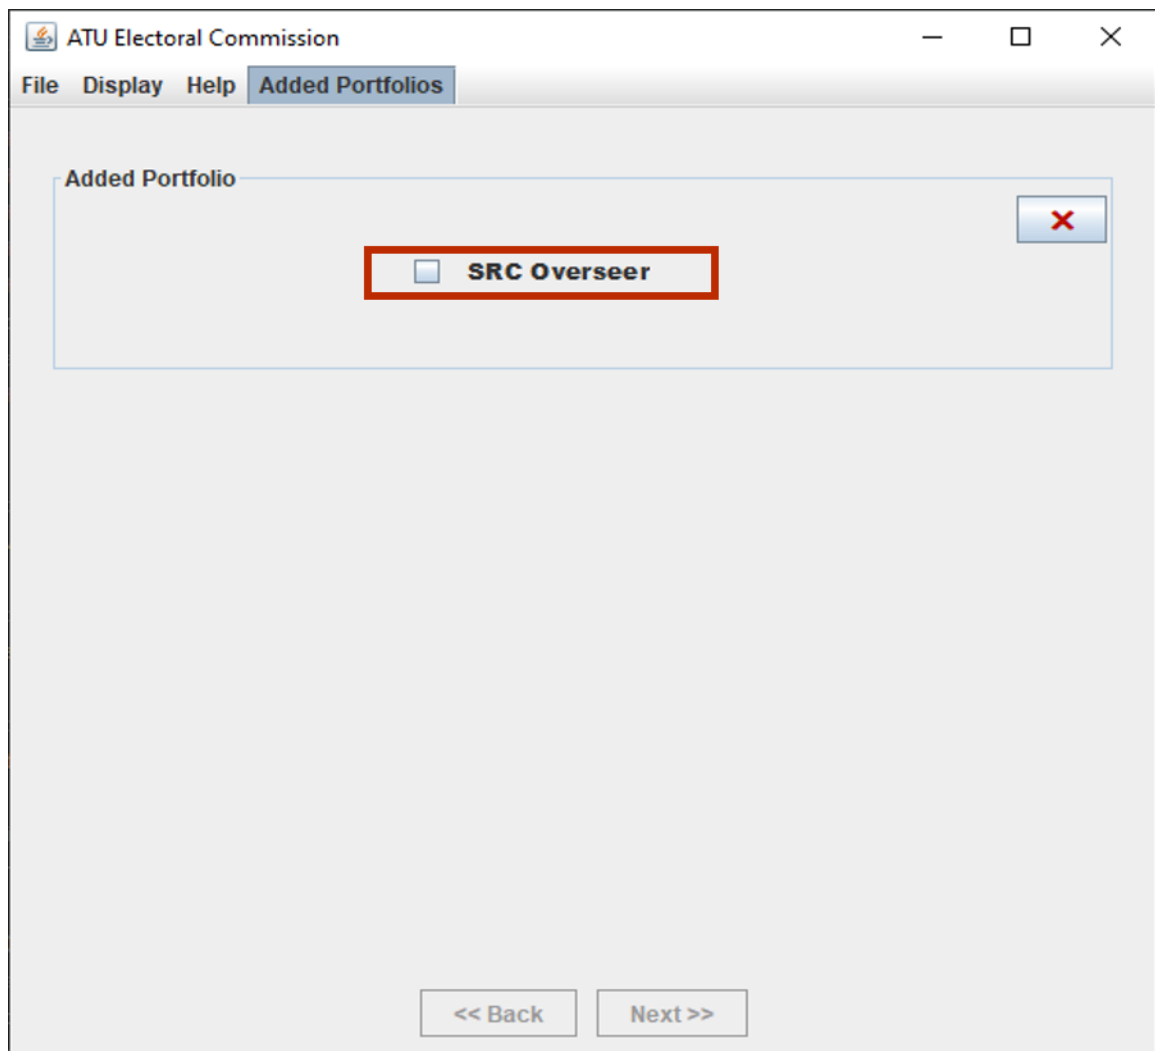 ATU Electoral Commission
File Display Help Added Portfolios
Added Portfolio
SRC Overseer
<< Back Next >>